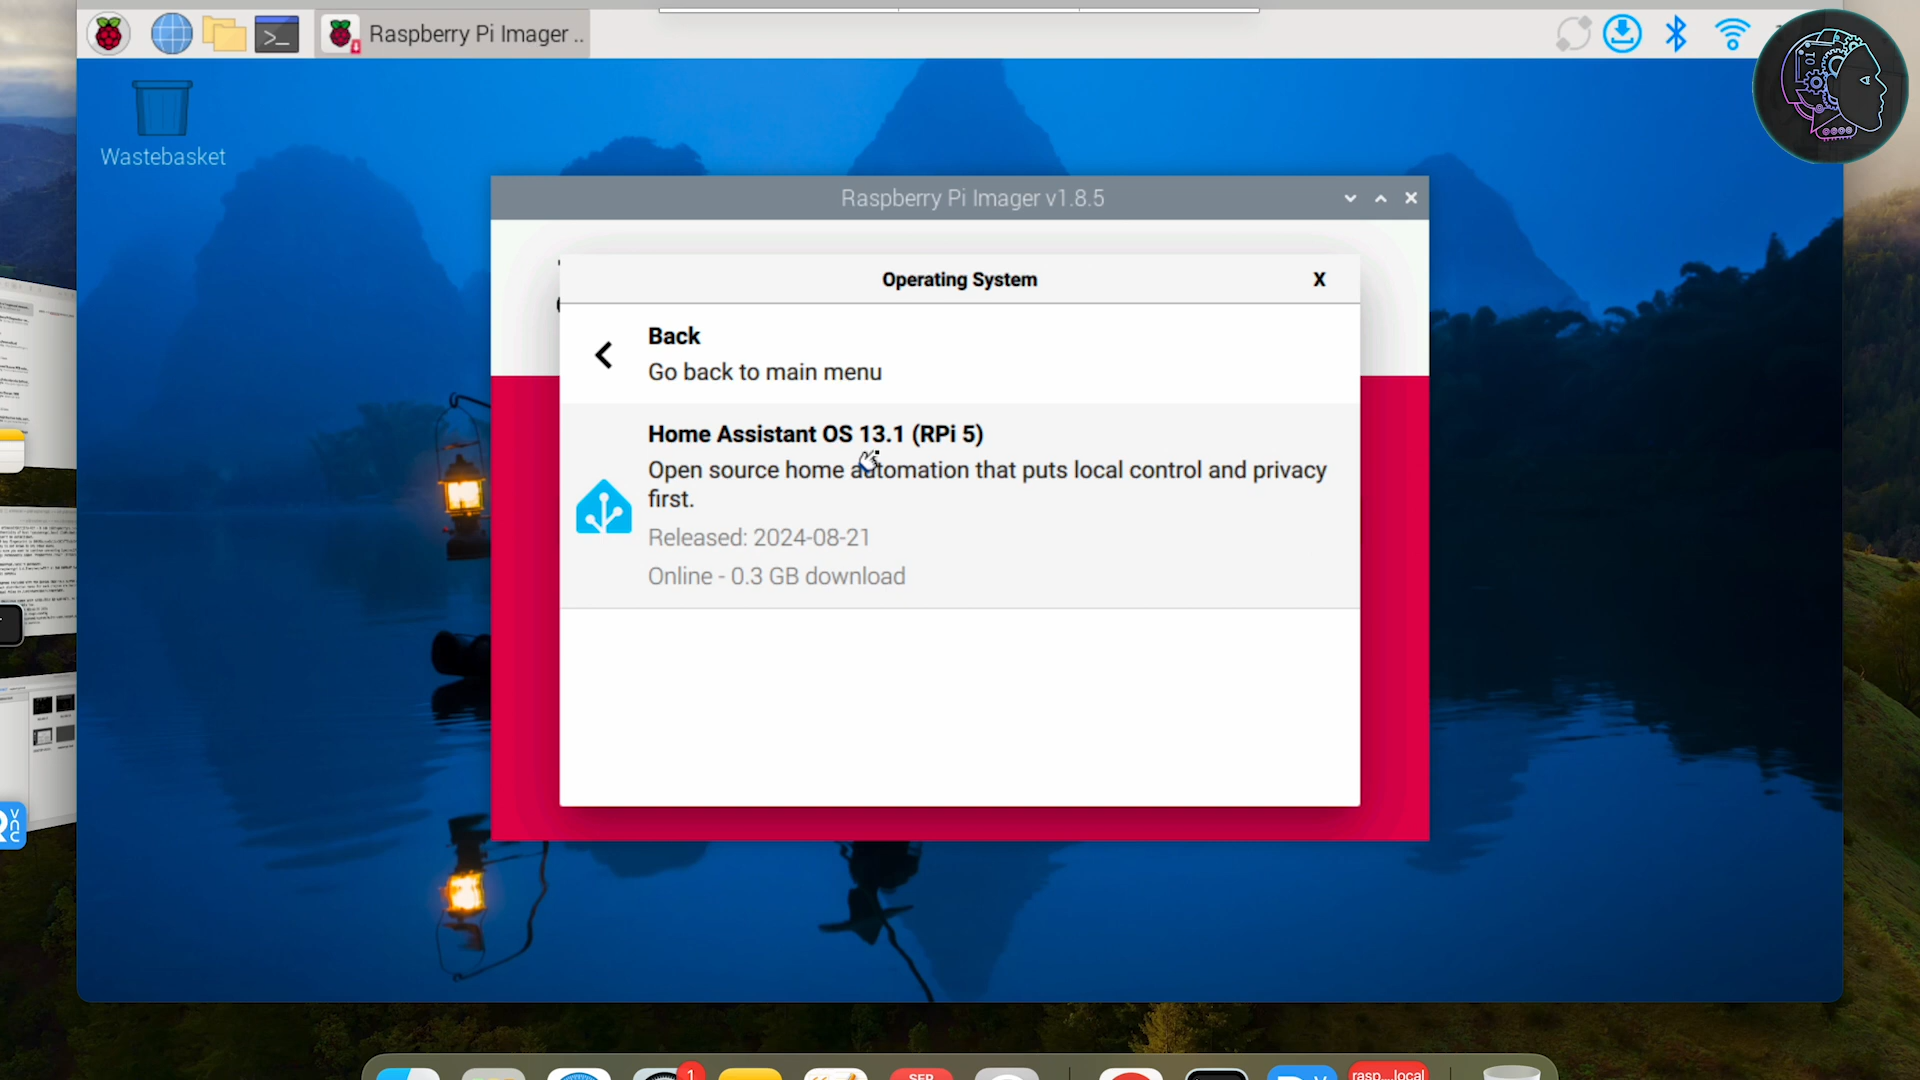 Raspberry Pi Imager ..
Wastebasket
Raspberry Pi Imager v1.8.5
Operating System
X
Back
Go back to main menu
Home Assistant OS 13.1 (RPi 5)
Open source home automation that puts local control and privacy
first.
Released: 2024-08-21
Online - 0.3 GB download
1
SEP
rasp....local